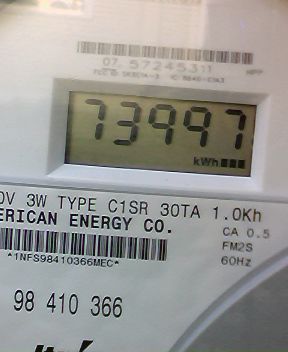 07 57245311
73997
kWh
0V 3W TYPE C1SR 30TA 1.0Kh
ERICAN ENERGY CO. CA 0.5
FM2S
*1NFS98410366MEC* 60Hz
98 410 366